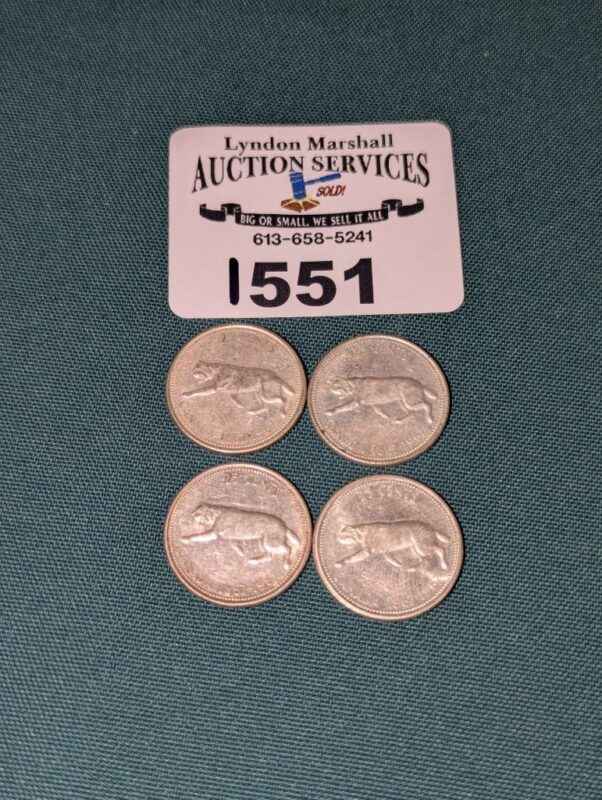 Lyndon Marshall
AUCTION SERVICES
SOLD!
BIG OR SMALL, WE SELL IT ALL
613-658-5241
1551